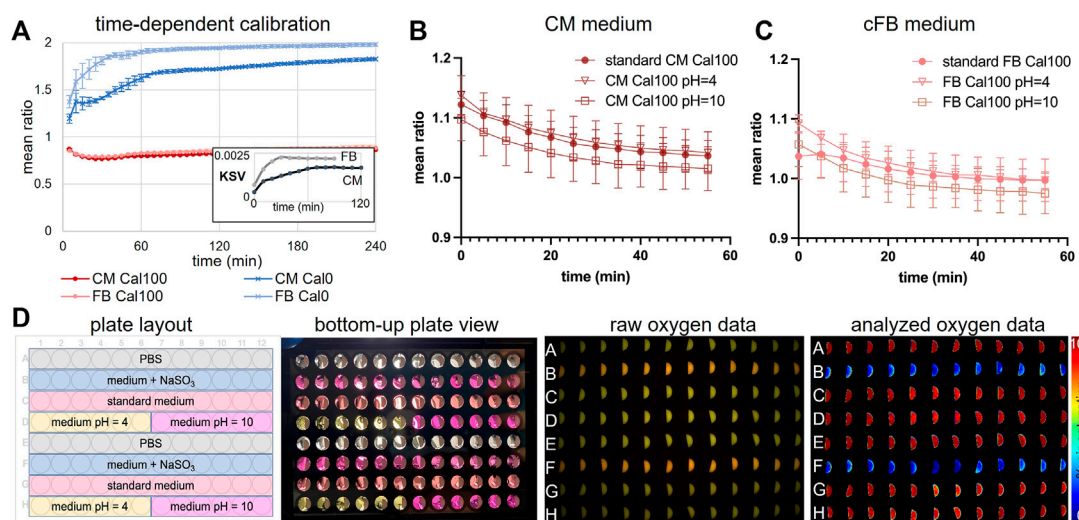 A
time-dependent calibration
2
1.5
1
0.5
0
mean ratio
0
60
120
180
240
time (min)
0.0025
KSV
0
FB
CM
0
time (min)
120
CM Cal100
CM Cal0
FB Cal100
FB Cal0
B
CM medium
1.2
1.1
1.0
0.9
mean ratio
standard CM Cal100
CM Cal100 pH=4
CM Cal100 pH=10
0
10
20
30
40
50
60
time (min)
C
cFB medium
1.2
1.1
1.0
0.9
mean ratio
standard FB Cal100
FB Cal100 pH=4
FB Cal100 pH=10
0
10
20
30
40
50
60
time (min)
D
plate layout
1 2 3 4 5 6 7 8 9 10 11 12
A PBS
B medium + NaSO3
C standard medium
D medium pH = 4 medium pH = 10
E PBS
F medium + NaSO3
G standard medium
H medium pH = 4 medium pH = 10
bottom-up plate view
raw oxygen data
A
B
C
D
E
F
G
H
analyzed oxygen data
A
B
C
D
E
F
G
H